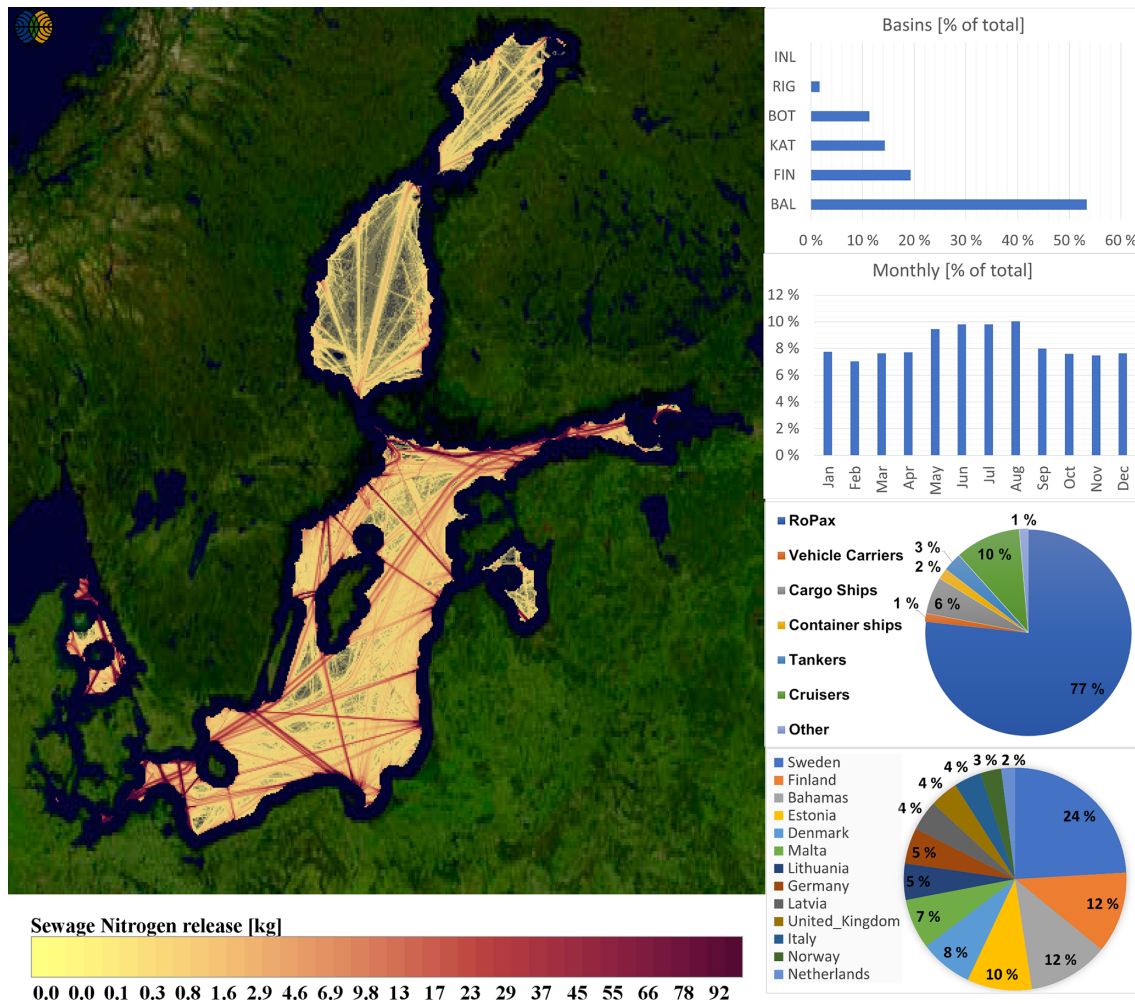 Basins [% of total]
INL
RIG
BOT
KAT
FIN
BAL
0 % 10 % 20 % 30 % 40 % 50 % 60 %
Monthly [% of total]
12 %
10 %
8 %
6 %
4 %
2 %
0 %
Jan Feb Mar Apr May Jun Jul Aug Sep Oct Nov Dec
RoPax
Vehicle Carriers
Cargo Ships
Container ships
Tankers
Cruisers
Other
1 %
10 %
3 %
2 %
6 %
1 %
77 %
Sweden
Finland
Bahamas
Estonia
Denmark
Malta
Lithuania
Germany
Latvia
United_Kingdom
Italy
Norway
Netherlands
24 %
12 %
12 %
10 %
8 %
7 %
5 %
5 %
4 %
4 %
4 %
3 %
2 %
Sewage Nitrogen release [kg]
0.0 0.0 0.1 0.3 0.8 1.6 2.9 4.6 6.9 9.8 13 17 23 29 37 45 55 66 78 92